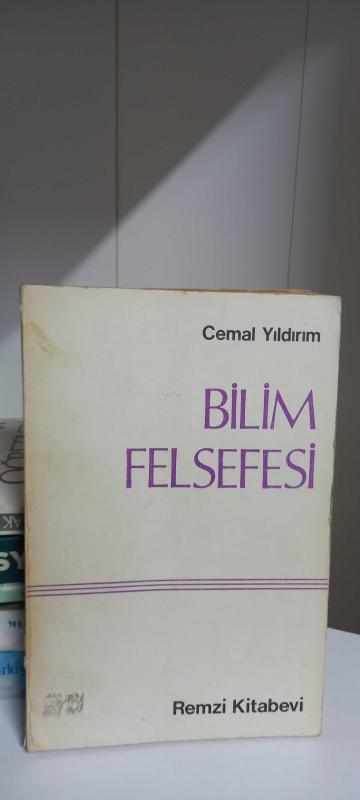 Cemal Yıldırım
BİLİM
FELSEFESİ
Remzi Kitabevi